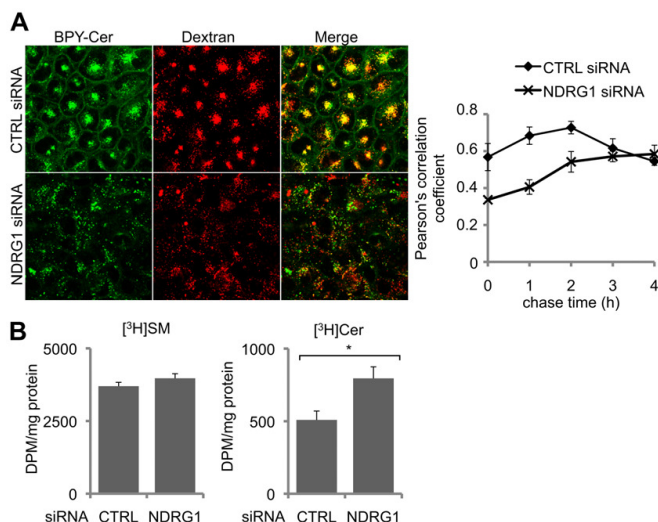 A
BPY-Cer Dextran Merge
CTRL siRNA
NDRG1 siRNA
CTRL siRNA
NDRG1 siRNA
Pearson's correlation
coefficient
0.8
0.6
0.4
0.2
0
0 1 2 3 4
chase time (h)
B
[³H]SM
DPM/mg protein
5000
2500
0
siRNA CTRL NDRG1
[³H]Cer
DPM/mg protein
1000
500
0
*
siRNA CTRL NDRG1